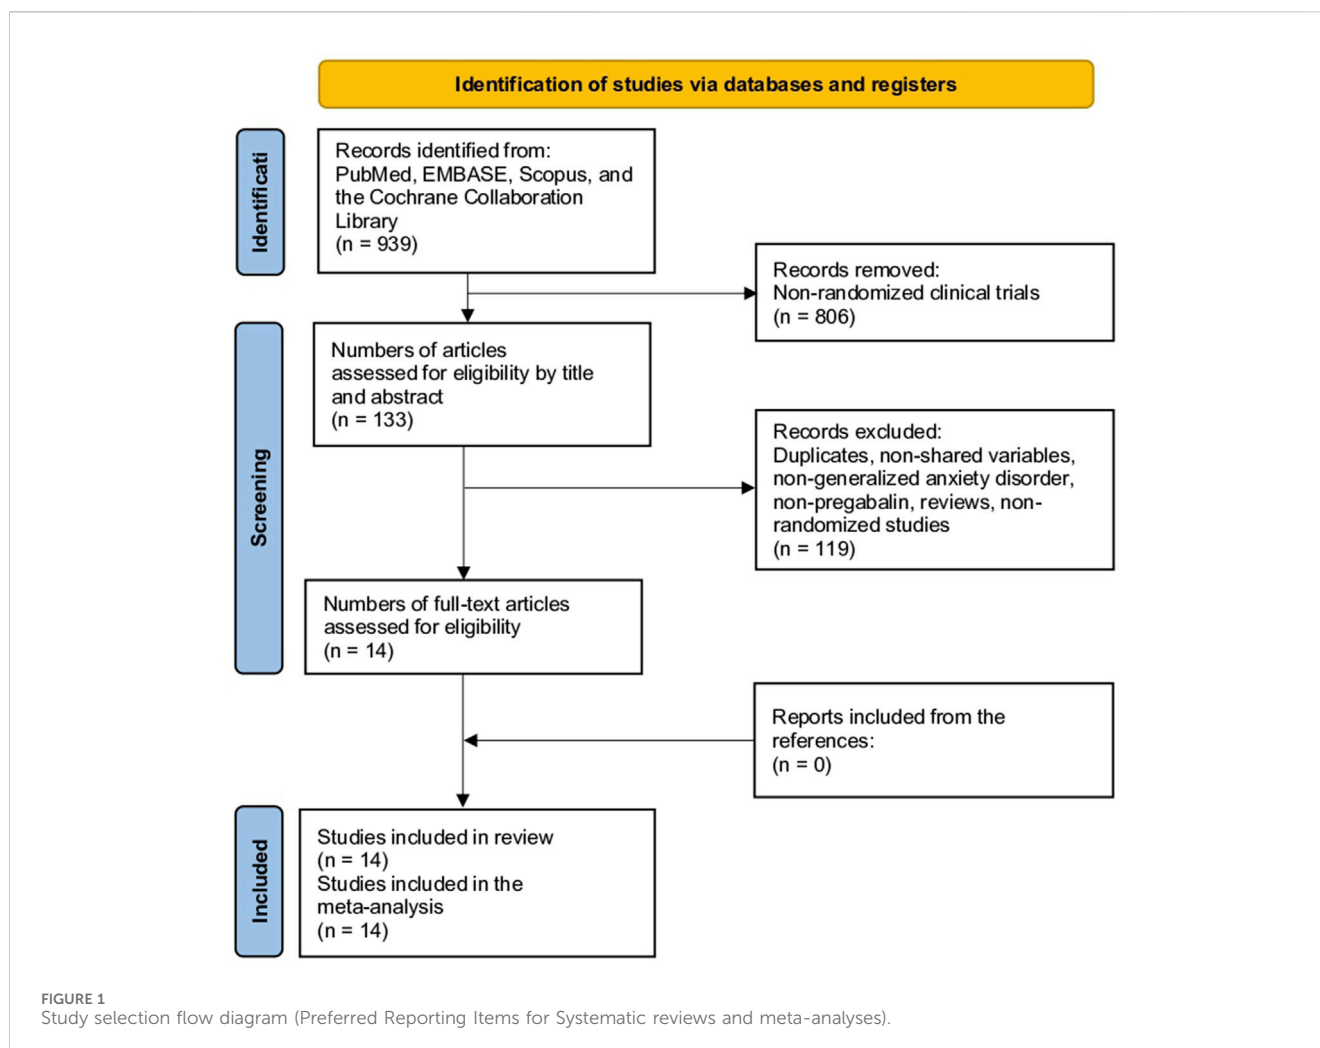 Identification of studies via databases and registers
Identificati
Records identified from:
PubMed, EMBASE, Scopus, and
the Cochrane Collaboration
Library
(n = 939)
Records removed:
Non-randomized clinical trials
(n = 806)
Screening
Numbers of articles
assessed for eligibility by title
and abstract
(n = 133)
Records excluded:
Duplicates, non-shared variables,
non-generalized anxiety disorder,
non-pregabalin, reviews, non-
randomized studies
(n = 119)
Numbers of full-text articles
assessed for eligibility
(n = 14)
Reports included from the
references:
(n = 0)
Included
Studies included in review
(n = 14)
Studies included in the
meta-analysis
(n = 14)
FIGURE 1
Study selection flow diagram (Preferred Reporting Items for Systematic reviews and meta-analyses).